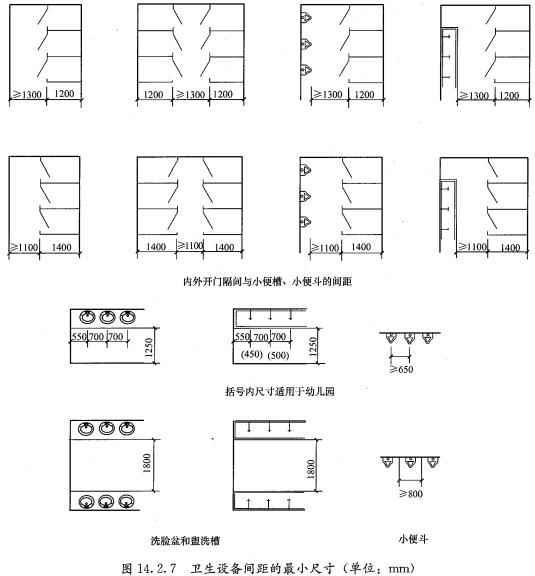 ≥1300 1200 1200 ≥1300 1200 ≥1300 1200 ≥1300 1200
≥1100 1400 1400 ≥1100 1400 ≥1100 1400 ≥1100 1400
内外开门隔间与小便槽、小便斗的间距
550 700 700 1250 550 700 700 1250
(450) (500)
≥650
括号内尺寸适用于幼儿园
1800 1800
≥800
洗脸盆和盥洗槽 小便斗
图 14.2.7 卫生设备间距的最小尺寸（单位：mm）